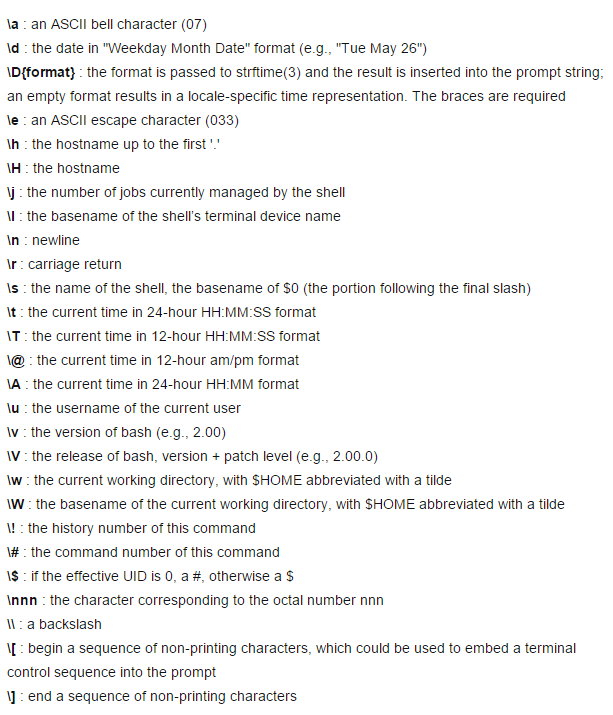 \a : an ASCII bell character (07)
\d : the date in "Weekday Month Date" format (e.g., "Tue May 26")
\D{format} : the format is passed to strftime(3) and the result is inserted into the prompt string;
an empty format results in a locale-specific time representation. The braces are required
\e : an ASCII escape character (033)
\h : the hostname up to the first '.'
\H : the hostname
\j : the number of jobs currently managed by the shell
\l : the basename of the shell’s terminal device name
\n : newline
\r : carriage return
\s : the name of the shell, the basename of $0 (the portion following the final slash)
\t : the current time in 24-hour HH:MM:SS format
\T : the current time in 12-hour HH:MM:SS format
\@ : the current time in 12-hour am/pm format
\A : the current time in 24-hour HH:MM format
\u : the username of the current user
\v : the version of bash (e.g., 2.00)
\V : the release of bash, version + patch level (e.g., 2.00.0)
\w : the current working directory, with $HOME abbreviated with a tilde
\W : the basename of the current working directory, with $HOME abbreviated with a tilde
\! : the history number of this command
\# : the command number of this command
\$ : if the effective UID is 0, a #, otherwise a $
\nnn : the character corresponding to the octal number nnn
\\ : a backslash
\[ : begin a sequence of non-printing characters, which could be used to embed a terminal
control sequence into the prompt
\] : end a sequence of non-printing characters